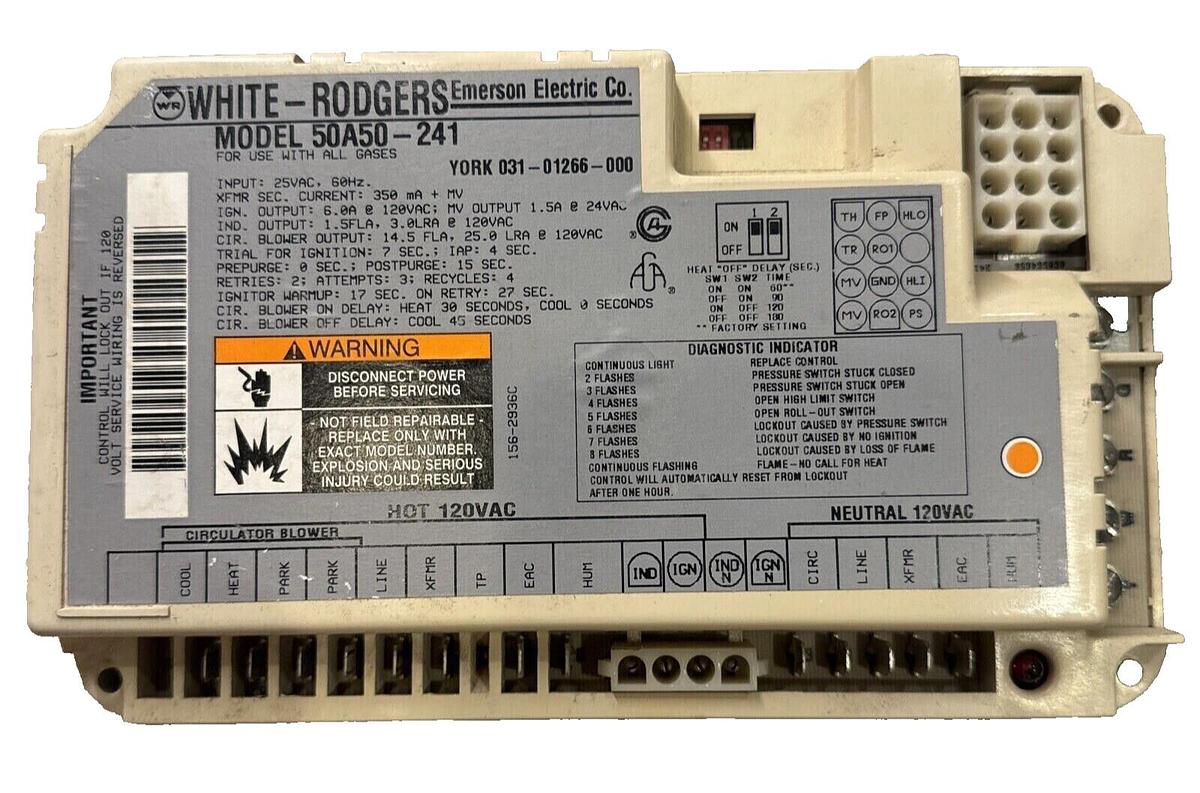 WR WHITE-RODGERS Emerson Electric Co.
MODEL 50A50-241
FOR USE WITH ALL GASES
YORK 031-01266-000
INPUT: 25VAC, 60Hz.
XFMR SEC. CURRENT: 350 mA + MV
IGN. OUTPUT: 6.0A @ 120VAC; MV OUTPUT 1.5A @ 24VAC
IND. OUTPUT: 1.5FLA, 3.0LRA @ 120VAC
CIR. BLOWER OUTPUT: 14.5 FLA, 25.0 LRA @ 120VAC
TRIAL FOR IGNITION: 7 SEC.; IAP: 4 SEC.
PREPURGE: 0 SEC.; POSTPURGE: 15 SEC.
RETRIES: 2; ATTEMPTS: 3; RECYCLES: 4
IGNITOR WARMUP: 17 SEC. ON RETRY: 27 SEC.
CIR. BLOWER ON DELAY: HEAT 30 SECONDS, COOL 0 SECONDS
CIR. BLOWER OFF DELAY: COOL 45 SECONDS
IMPORTANT
CONTROL WILL LOCK OUT IF 120
VOLT SERVICE WIRING IS REVERSED
1 2
ON
OFF
HEAT "OFF" DELAY (SEC.)
SW1 SW2 TIME
ON ON 60**
OFF ON 90
ON OFF 120
OFF OFF 180
** FACTORY SETTING
TH FP HLO
TR RO1
MV GND HLI
MV RO2 PS
WARNING
DISCONNECT POWER
BEFORE SERVICING
- NOT FIELD REPAIRABLE -
REPLACE ONLY WITH
EXACT MODEL NUMBER.
EXPLOSION AND SERIOUS
INJURY COULD RESULT
156-2936C
DIAGNOSTIC INDICATOR
CONTINUOUS LIGHT REPLACE CONTROL
2 FLASHES PRESSURE SWITCH STUCK CLOSED
3 FLASHES PRESSURE SWITCH STUCK OPEN
4 FLASHES OPEN HIGH LIMIT SWITCH
5 FLASHES OPEN ROLL-OUT SWITCH
6 FLASHES LOCKOUT CAUSED BY PRESSURE SWITCH
7 FLASHES LOCKOUT CAUSED BY NO IGNITION
8 FLASHES LOCKOUT CAUSED BY LOSS OF FLAME
CONTINUOUS FLASHING FLAME-NO CALL FOR HEAT
CONTROL WILL AUTOMATICALLY RESET FROM LOCKOUT
AFTER ONE HOUR.
HOT 120VAC
NEUTRAL 120VAC
CIRCULATOR BLOWER
COOL HEAT PARK PARK LINE XFMR TP EAC HUM IND IGN IND N IGN N CIRC LINE XFMR EAC HUM